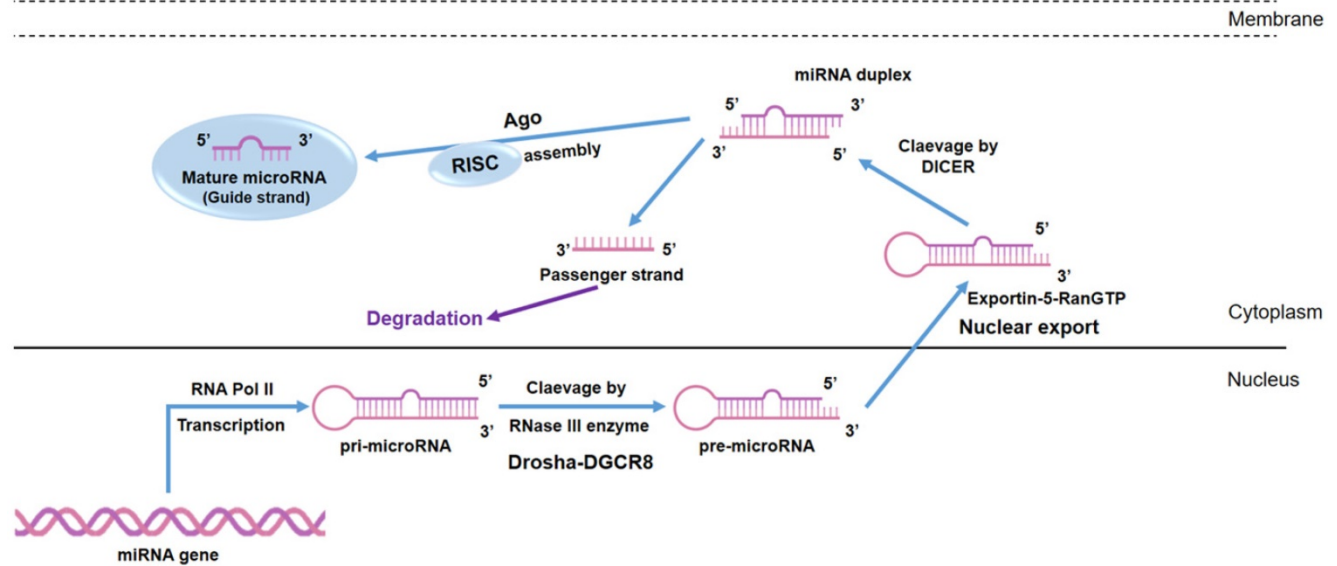 Membrane
miRNA duplex
5’ 3’
3’ 5’
Ago
RISC assembly
5’ 3’
Mature microRNA
(Guide strand)
Claevage by
DICER
3’ 5’
Passenger strand
Degradation
5’
3’
Exportin-5-RanGTP
Nuclear export
Cytoplasm
Nucleus
RNA Pol II
Transcription
5’
3’
pri-microRNA
Claevage by
RNase III enzyme
Drosha-DGCR8
5’
3’
pre-microRNA
miRNA gene